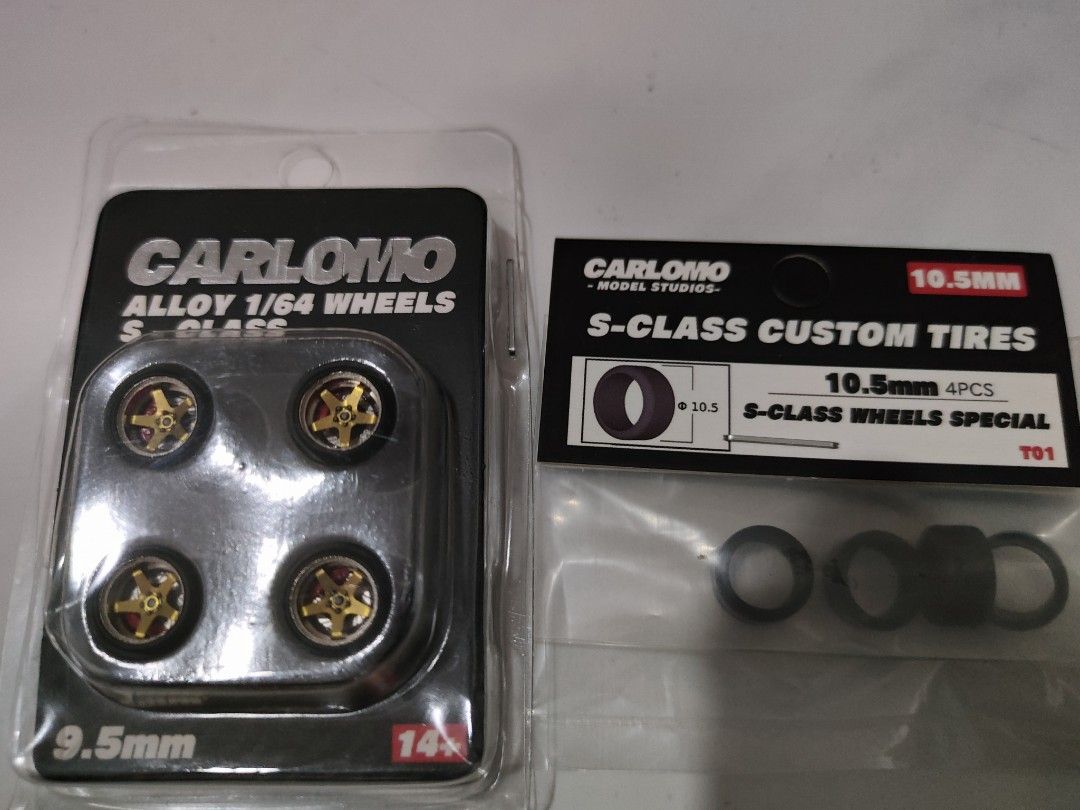 CARLOMO
ALLOY 1/64 WHEELS
S - CLASS
9.5mm
14+
CARLOMO
- MODEL STUDIOS-
10.5MM
S-CLASS CUSTOM TIRES
10.5mm 4PCS
Φ 10.5
S-CLASS WHEELS SPECIAL
T01